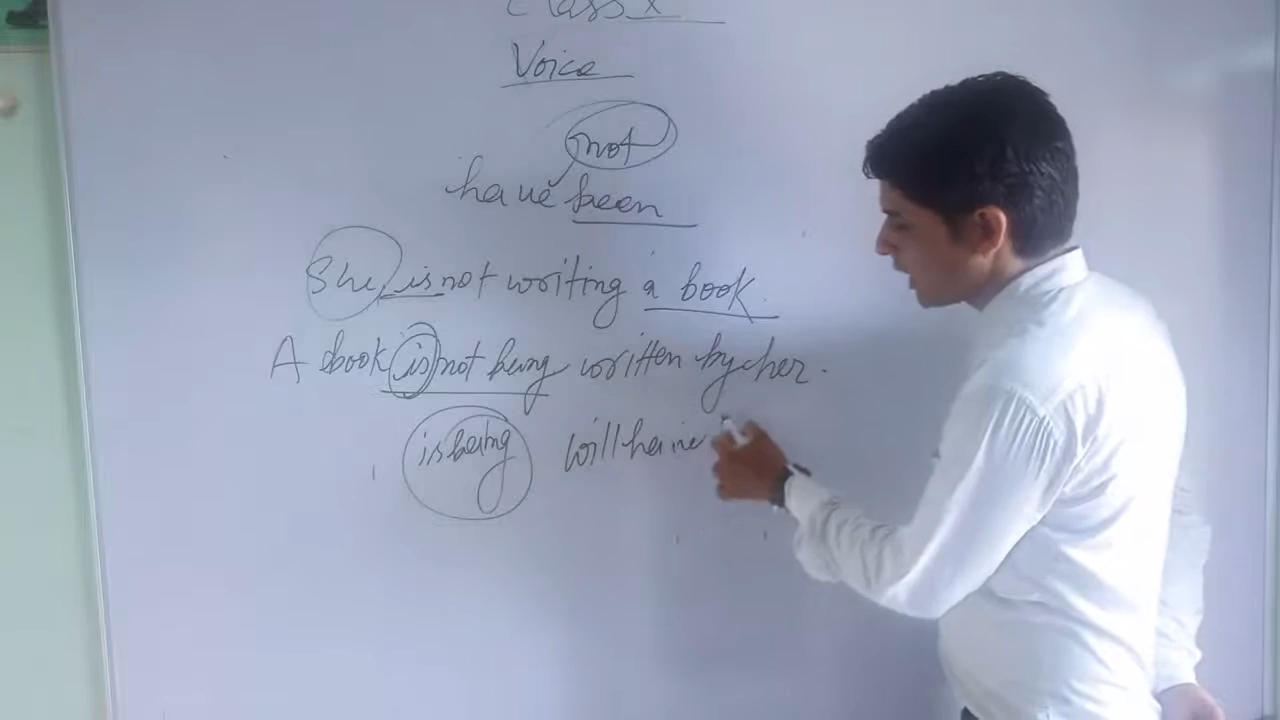 Class X
Voice
not
have been
She is not writing a book.
A book is not being written by her.
is being will have